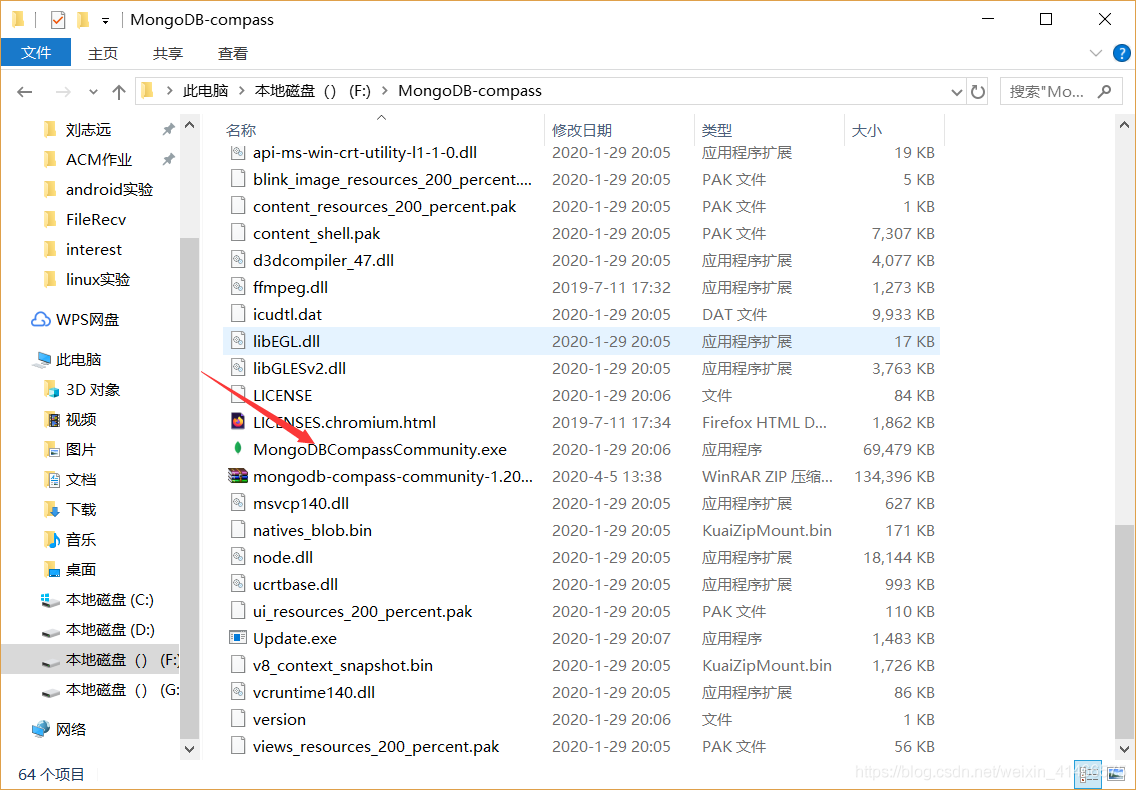 MongoDB-compass
文件 主页 共享 查看
此电脑 本地磁盘 () (F:) MongoDB-compass
搜索"Mo...
刘志远
ACM作业
android实验
FileRecv
interest
linux实验
WPS网盘
此电脑
3D 对象
视频
图片
文档
下载
音乐
桌面
本地磁盘 (C:)
本地磁盘 (D:)
本地磁盘 () (F:)
本地磁盘 () (G:
网络
名称 修改日期 类型 大小
api-ms-win-crt-utility-l1-1-0.dll 2020-1-29 20:05 应用程序扩展 19 KB
blink_image_resources_200_percent.... 2020-1-29 20:05 PAK 文件 5 KB
content_resources_200_percent.pak 2020-1-29 20:05 PAK 文件 1 KB
content_shell.pak 2020-1-29 20:05 PAK 文件 7,307 KB
d3dcompiler_47.dll 2020-1-29 20:05 应用程序扩展 4,077 KB
ffmpeg.dll 2019-7-11 17:32 应用程序扩展 1,273 KB
icudtl.dat 2020-1-29 20:05 DAT 文件 9,933 KB
libEGL.dll 2020-1-29 20:05 应用程序扩展 17 KB
libGLESv2.dll 2020-1-29 20:05 应用程序扩展 3,763 KB
LICENSE 2020-1-29 20:06 文件 84 KB
LICENSES.chromium.html 2019-7-11 17:34 Firefox HTML D... 1,862 KB
MongoDBCompassCommunity.exe 2020-1-29 20:06 应用程序 69,479 KB
mongodb-compass-community-1.20... 2020-4-5 13:38 WinRAR ZIP 压缩... 134,396 KB
msvcp140.dll 2020-1-29 20:05 应用程序扩展 627 KB
natives_blob.bin 2020-1-29 20:05 KuaiZipMount.bin 171 KB
node.dll 2020-1-29 20:05 应用程序扩展 18,144 KB
ucrtbase.dll 2020-1-29 20:05 应用程序扩展 993 KB
ui_resources_200_percent.pak 2020-1-29 20:05 PAK 文件 110 KB
Update.exe 2020-1-29 20:07 应用程序 1,483 KB
v8_context_snapshot.bin 2020-1-29 20:05 KuaiZipMount.bin 1,726 KB
vcruntime140.dll 2020-1-29 20:05 应用程序扩展 86 KB
version 2020-1-29 20:06 文件 1 KB
views_resources_200_percent.pak 2020-1-29 20:05 PAK 文件 56 KB
64 个项目